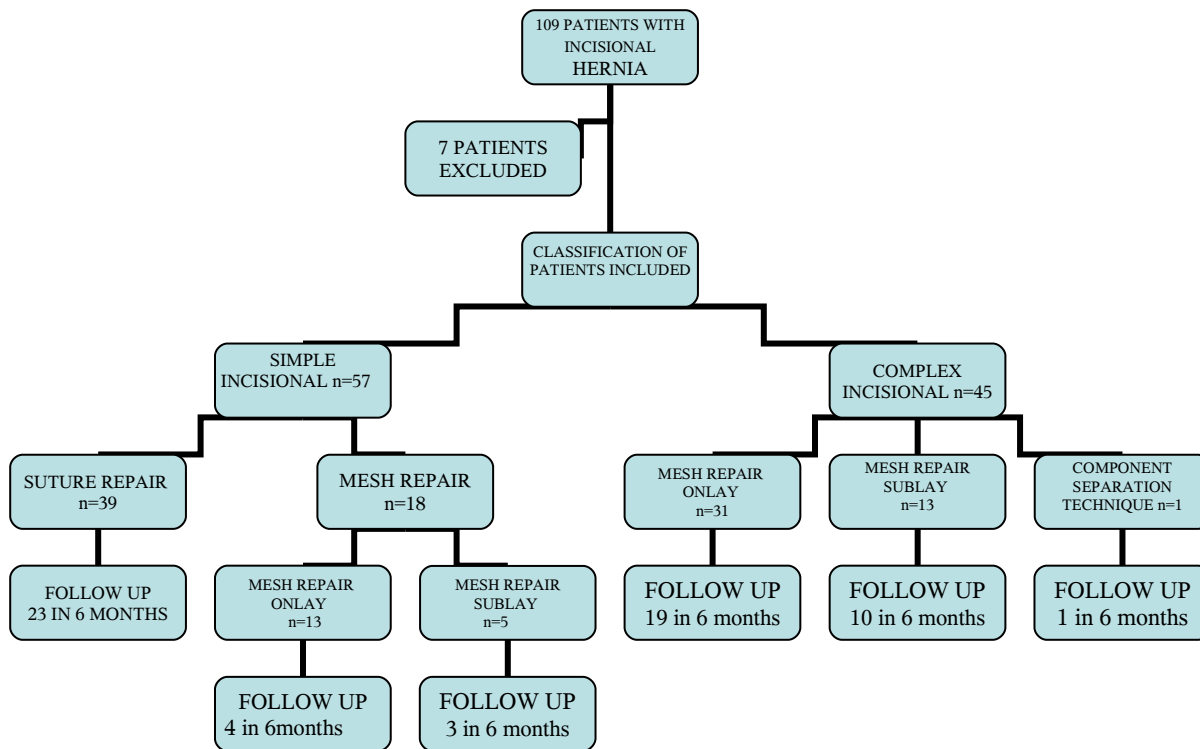 109 PATIENTS WITH
INCISIONAL
HERNIA
7 PATIENTS
EXCLUDED
CLASSIFICATION OF
PATIENTS INCLUDED
SIMPLE
INCISIONAL n=57
COMPLEX
INCISIONAL n=45
SUTURE REPAIR
n=39
MESH REPAIR
n=18
MESH REPAIR
ONLAY
n=31
MESH REPAIR
SUBLAY
n=13
COMPONENT
SEPARATION
TECHNIQUE n=1
FOLLOW UP
23 IN 6 MONTHS
MESH REPAIR
ONLAY
n=13
MESH REPAIR
SUBLAY
n=5
FOLLOW UP
19 in 6 months
FOLLOW UP
10 in 6 months
FOLLOW UP
1 in 6 months
FOLLOW UP
4 in 6months
FOLLOW UP
3 in 6 months